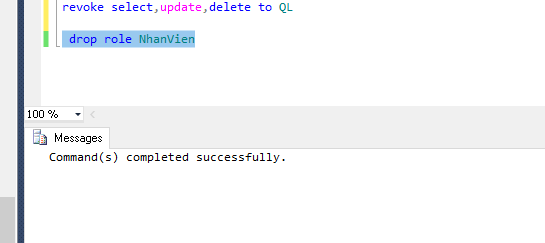 revoke select,update,delete to QL
drop role NhanVien
100 %
Messages
Command(s) completed successfully.